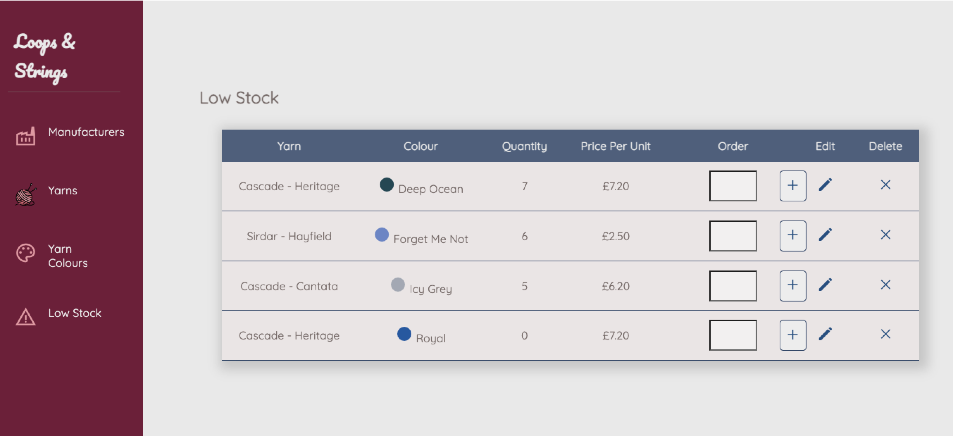 Loops &
Strings
Manufacturers
Yarns
Yarn
Colours
Low Stock
Low Stock
Yarn Colour Quantity Price Per Unit Order Edit Delete
Cascade - Heritage Deep Ocean 7 £7.20 +
Sirdar - Hayfield Forget Me Not 6 £2.50 +
Cascade - Cantata Icy Grey 5 £6.20 +
Cascade - Heritage Royal 0 £7.20 +